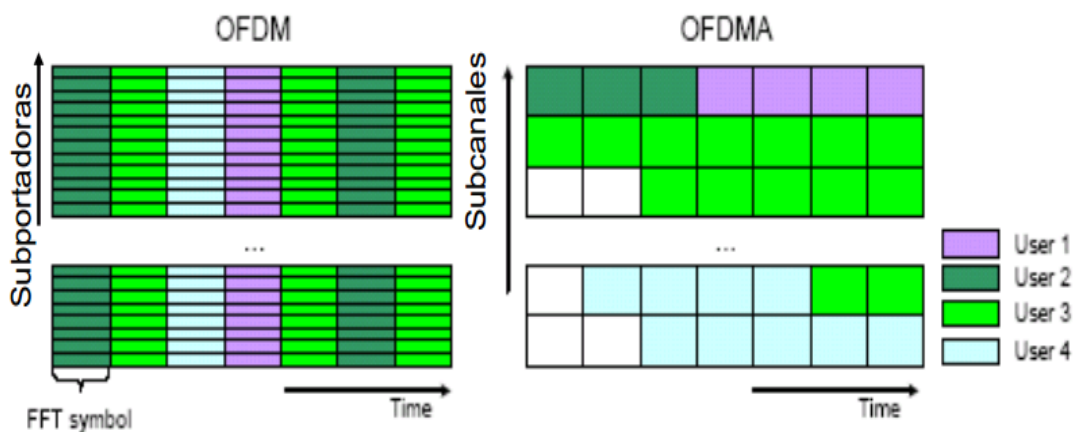 OFDM
OFDMA
Subportadoras
Subcanales
...
...
User 1
User 2
User 3
User 4
FFT symbol
Time
Time